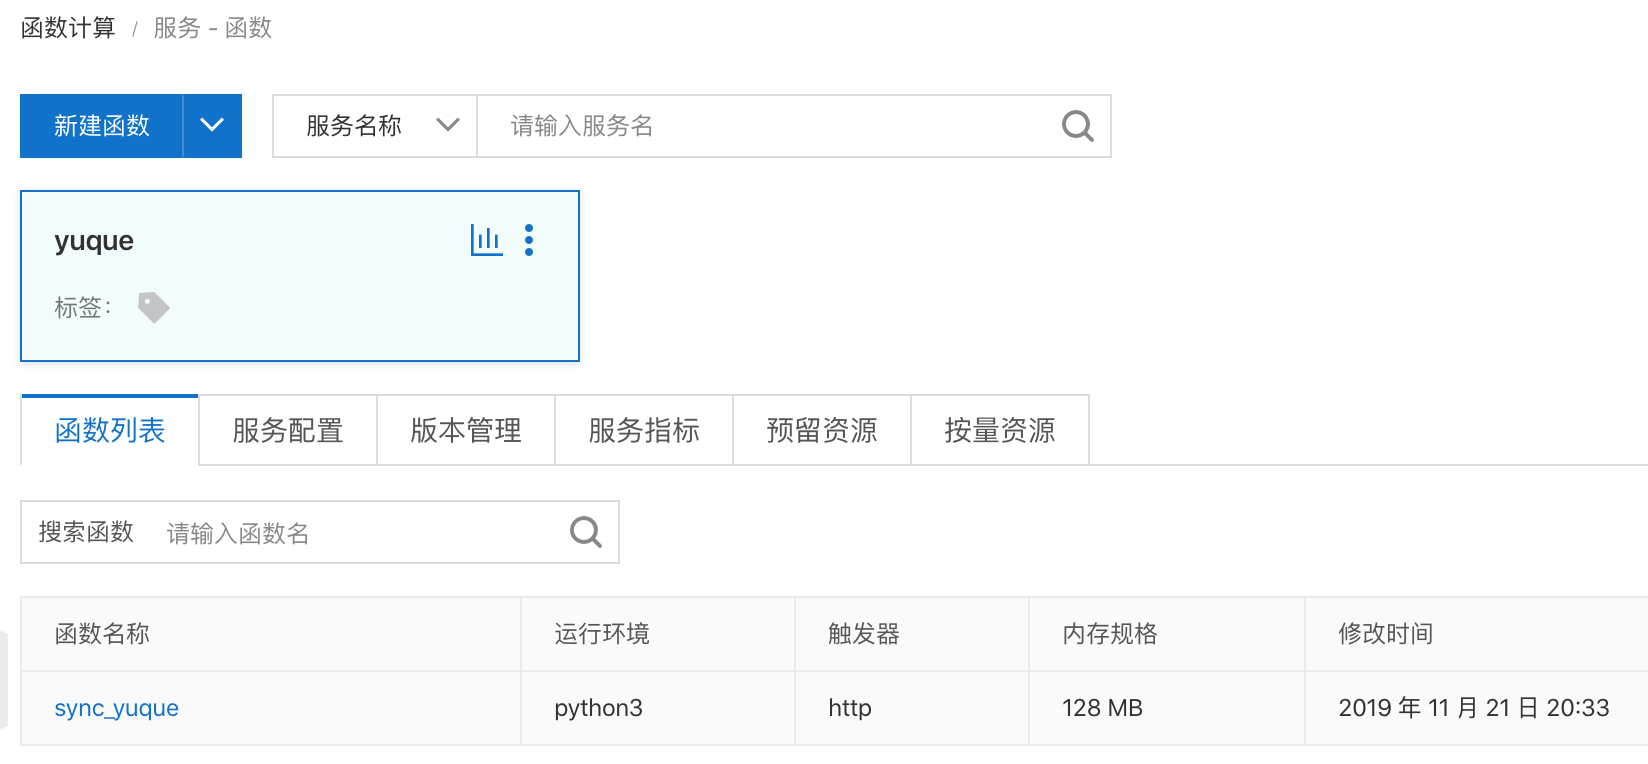 函数计算 / 服务 - 函数
新建函数 服务名称 请输入服务名
yuque
标签：
函数列表 服务配置 版本管理 服务指标 预留资源 按量资源
搜索函数 请输入函数名
函数名称 运行环境 触发器 内存规格 修改时间
sync_yuque python3 http 128 MB 2019 年 11 月 21 日 20:33